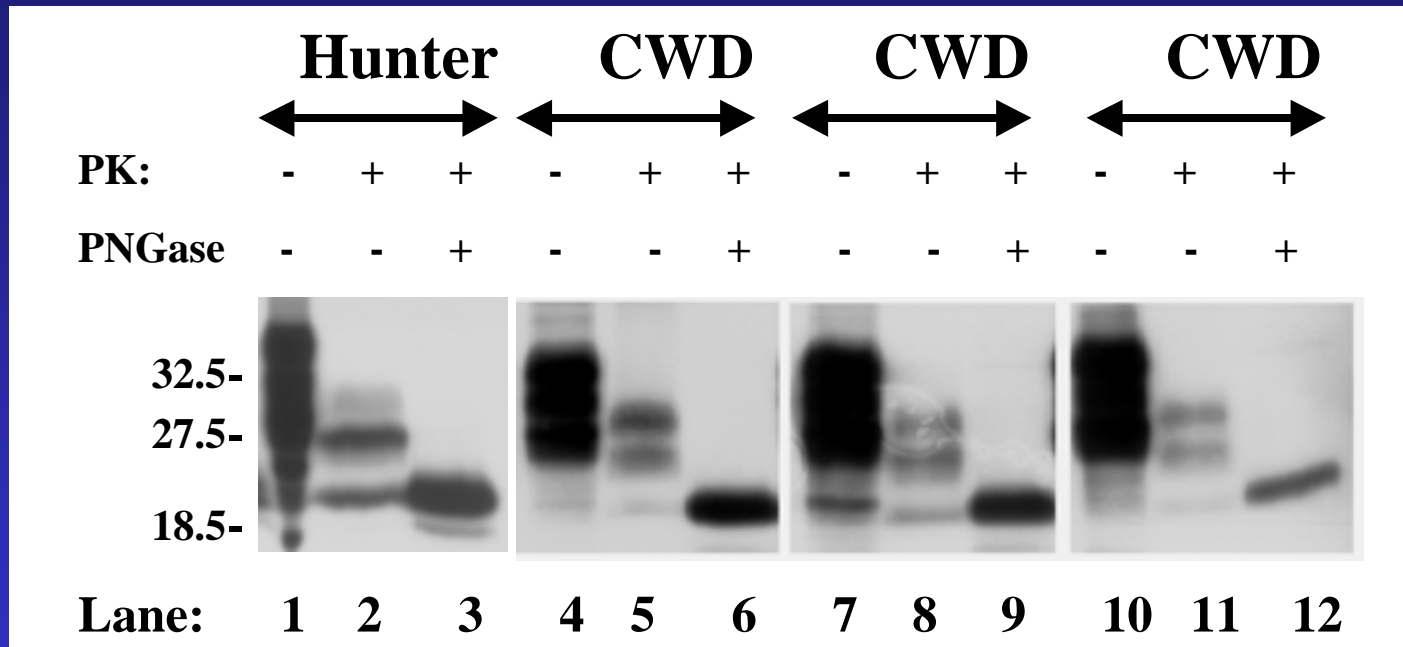 Hunter CWD CWD CWD
PK: - + + - + + - + + - + +
PNGase - - + - - + - - + - - +
32.5-
27.5-
18.5-
Lane: 1 2 3 4 5 6 7 8 9 10 11 12